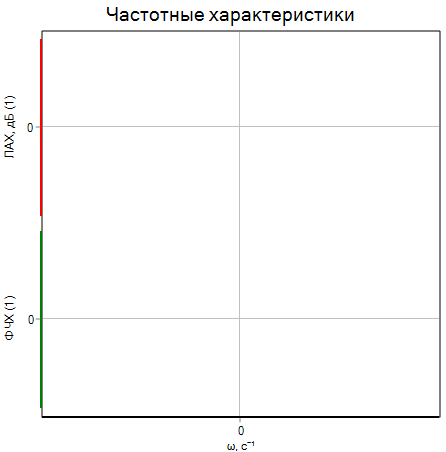 Частотные характеристики
ЛАХ, дБ (1)
0
ФЧХ (1)
0
0
ω, с⁻¹